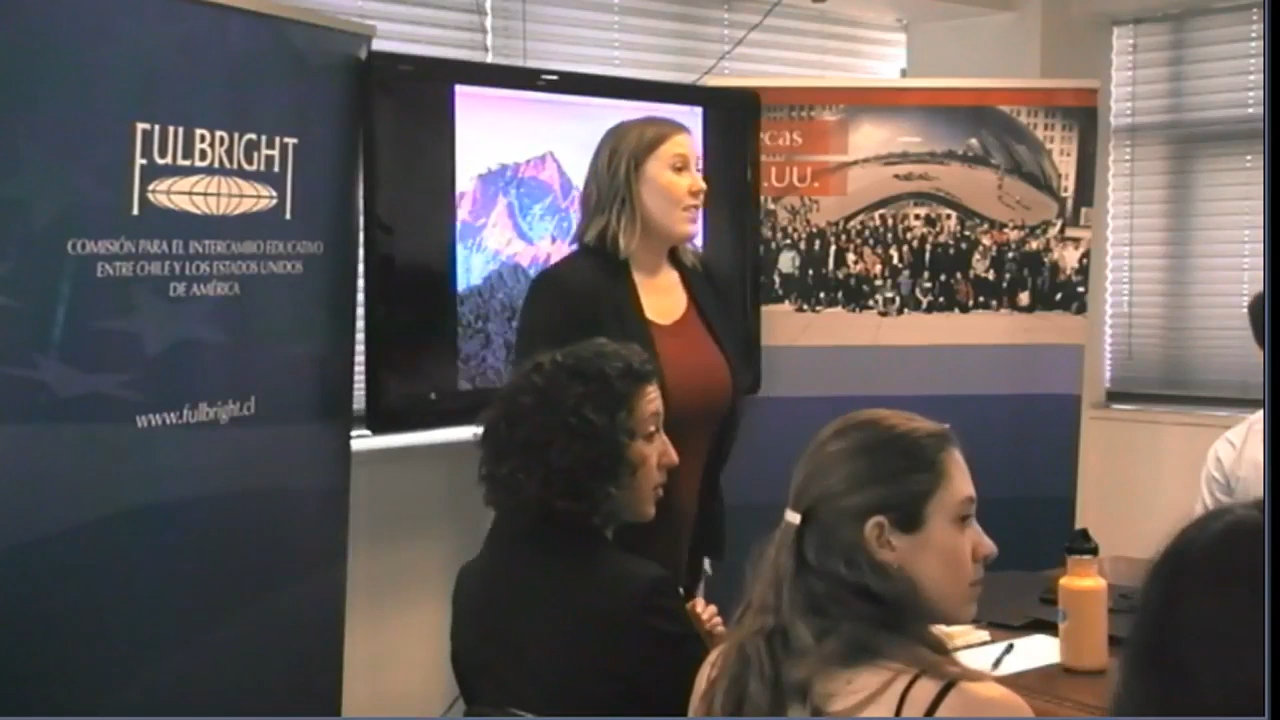 FULBRIGHT
COMISIÓN PARA EL INTERCAMBIO EDUCATIVO
ENTRE CHILE Y LOS ESTADOS UNIDOS
DE AMÉRICA
www.fulbright.cl
ecas
.UU.